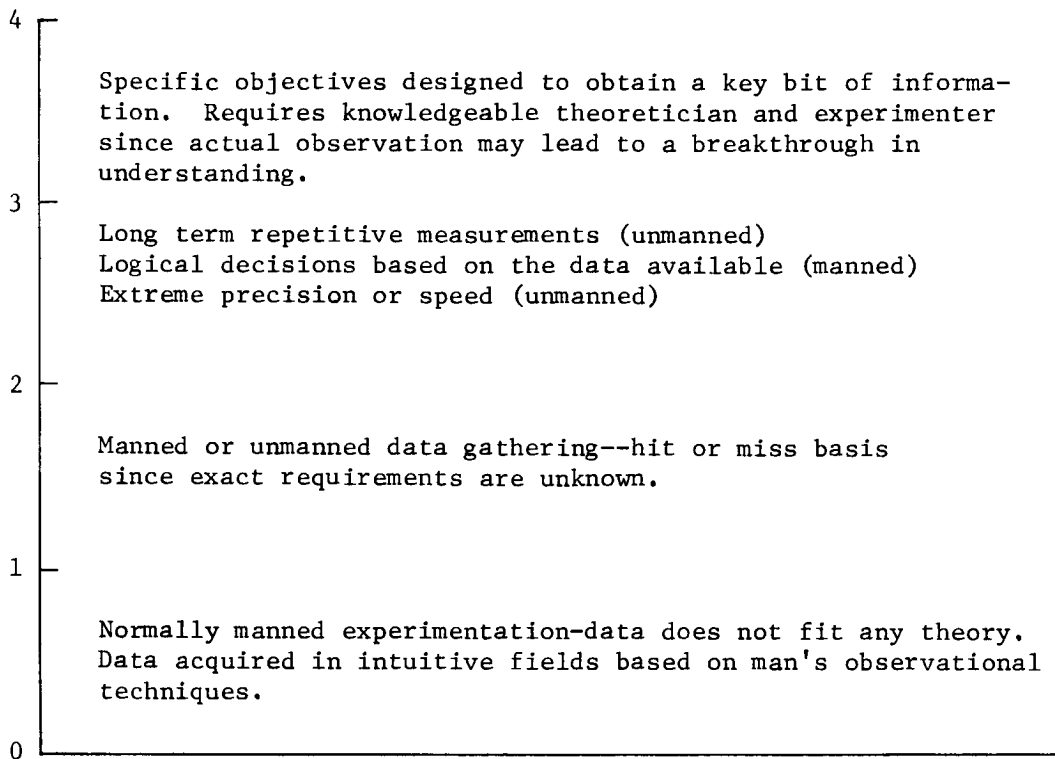 4
Specific objectives designed to obtain a key bit of informa-
tion. Requires knowledgeable theoretician and experimenter
since actual observation may lead to a breakthrough in
understanding.
3
Long term repetitive measurements (unmanned)
Logical decisions based on the data available (manned)
Extreme precision or speed (unmanned)
2
Manned or unmanned data gathering--hit or miss basis
since exact requirements are unknown.
1
Normally manned experimentation-data does not fit any theory.
Data acquired in intuitive fields based on man's observational
techniques.
0